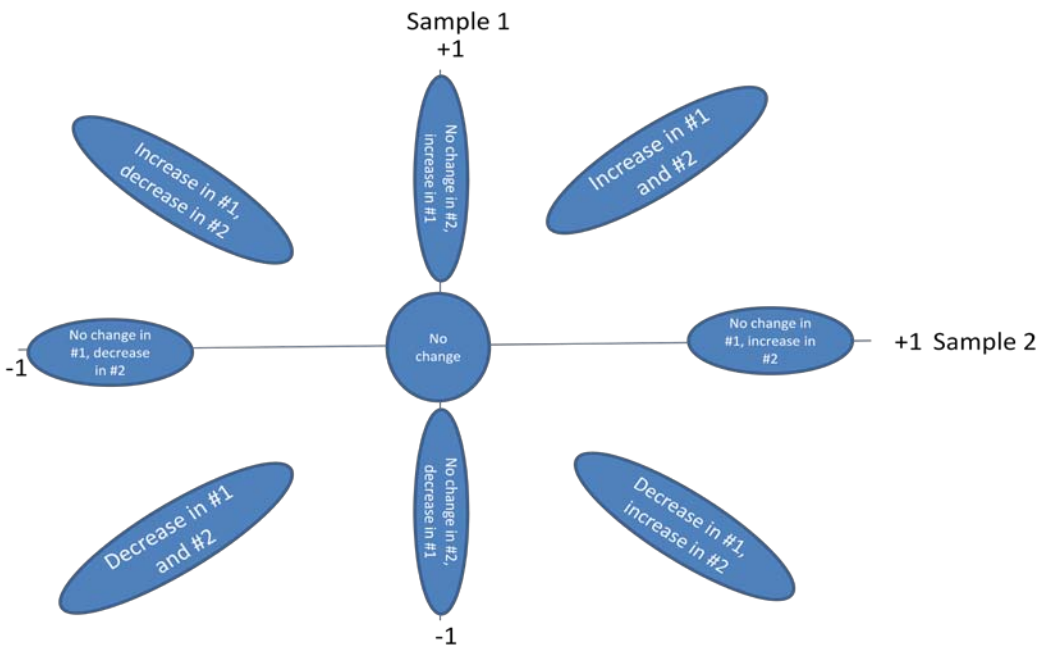 Sample 1
+1
Increase in #1,
decrease in #2
No change in #2,
increase in #1
Increase in #1
and #2
No change in
#1, decrease
in #2
-1
No
change
No change in
#1, increase in
#2
+1 Sample 2
Decrease in #1
and #2
No change in #2,
decrease in #1
Decrease in #1,
increase in #2
-1